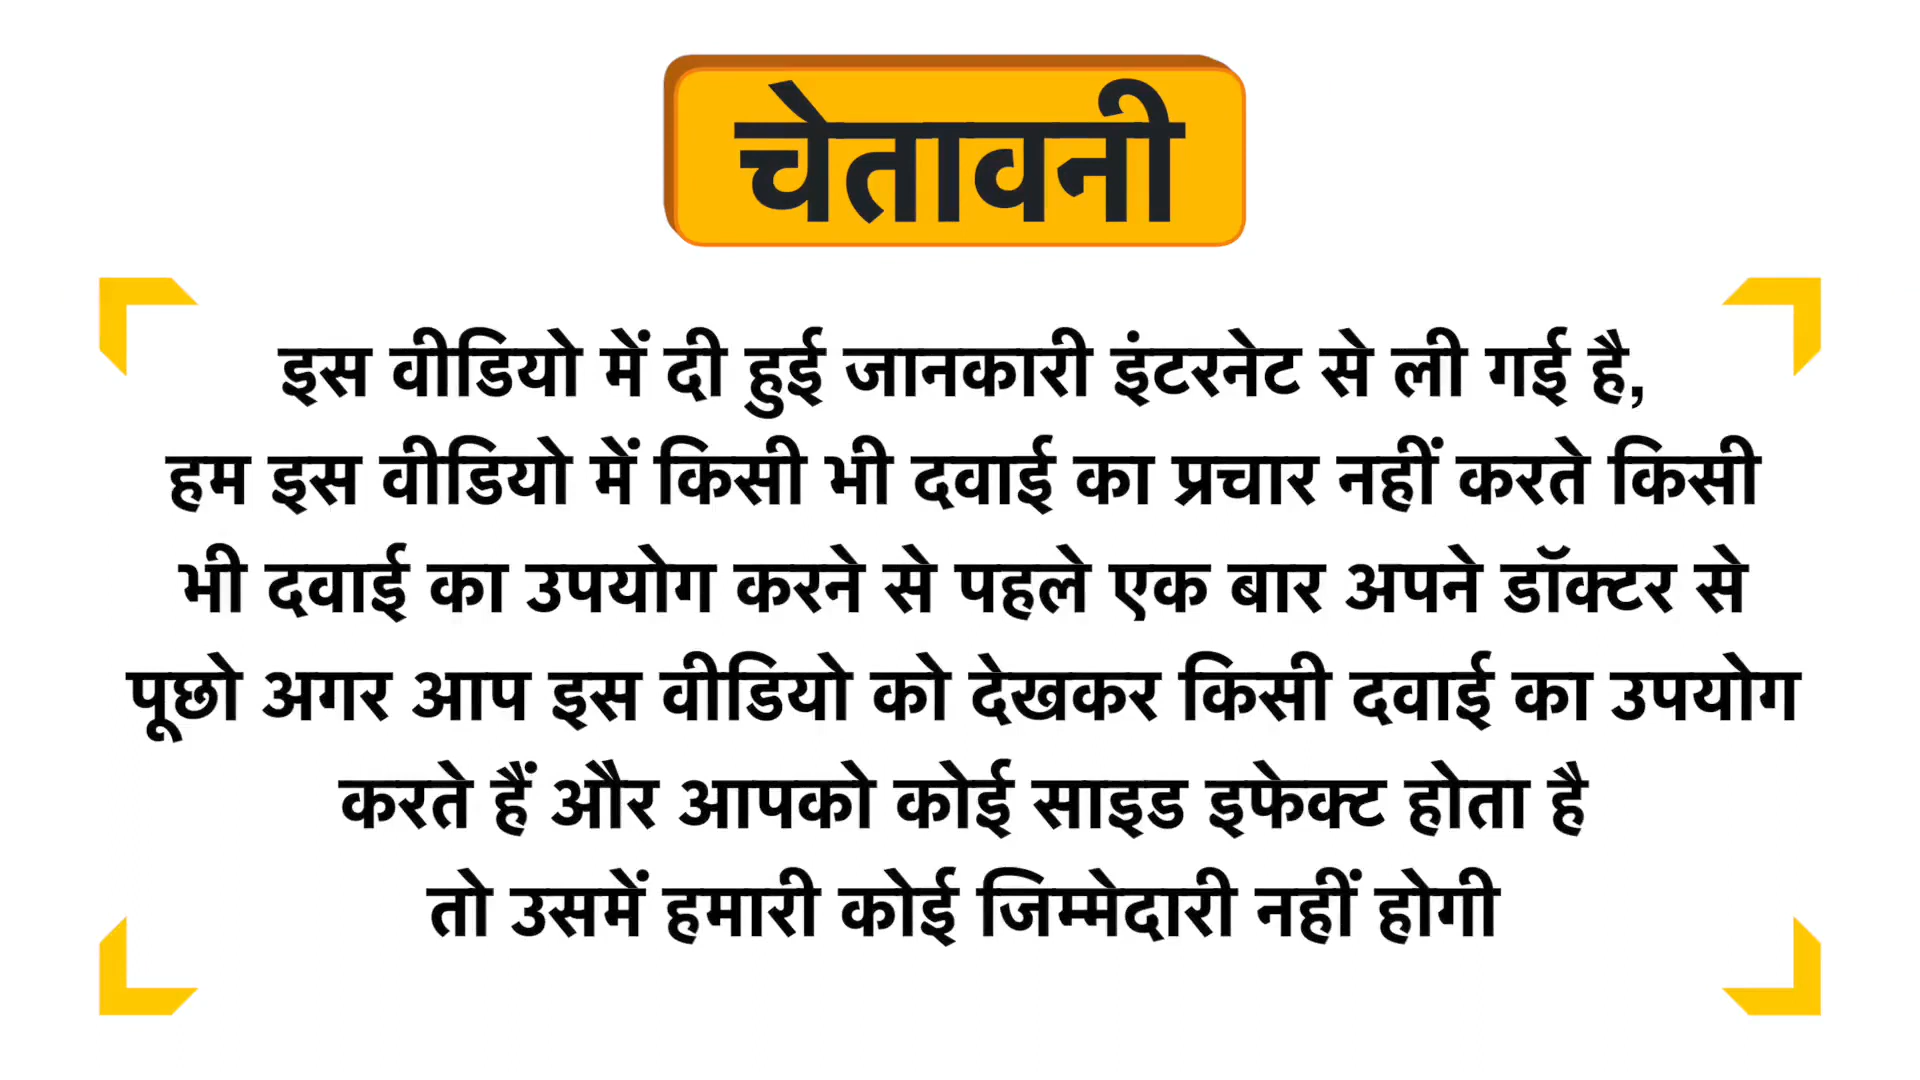 चेतावनी
इस वीडियो में दी हुई जानकारी इंटरनेट से ली गई है,
हम इस वीडियो में किसी भी दवाई का प्रचार नहीं करते किसी
भी दवाई का उपयोग करने से पहले एक बार अपने डॉक्टर से
पूछो अगर आप इस वीडियो को देखकर किसी दवाई का उपयोग
करते हैं और आपको कोई साइड इफेक्ट होता है
तो उसमें हमारी कोई जिम्मेदारी नहीं होगी